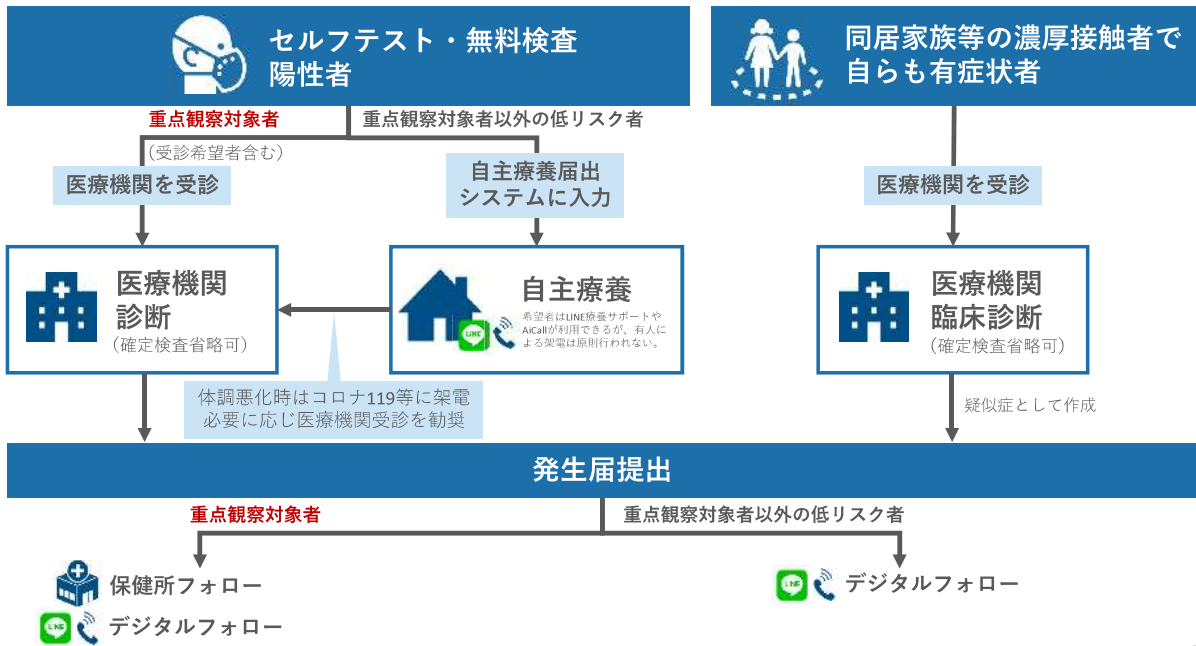 セルフテスト・無料検査
陽性者
同居家族等の濃厚接触者で
自らも有症状者
重点観察対象者
重点観察対象者以外の低リスク者
(受診希望者含む)
医療機関を受診
自主療養届出
システムに入力
医療機関を受診
医療機関
診断
(確定検査省略可)
自主療養
希望者はLINE療養サポートや
AiCallが利用できるが、有人に
よる架電は原則行われない。
LINE
医療機関
臨床診断
(確定検査省略可)
体調悪化時はコロナ119等に架電
必要に応じ医療機関受診を勧奨
疑似症として作成
発生届提出
重点観察対象者
重点観察対象者以外の低リスク者
保健所フォロー
LINE
デジタルフォロー
LINE
デジタルフォロー